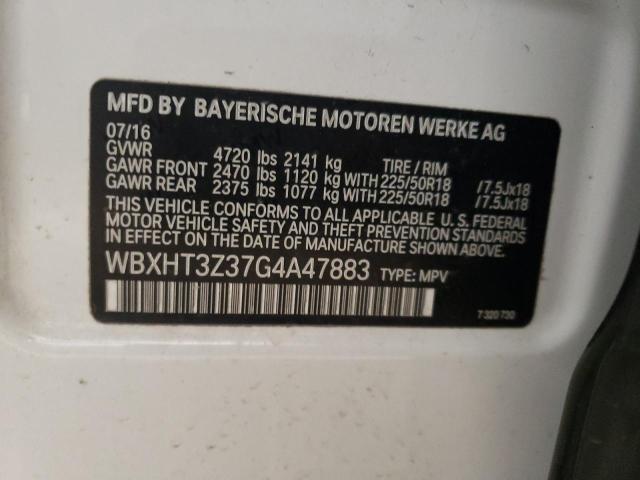 MFD BY BAYERISCHE MOTOREN WERKE AG
07/16
GVWR 4720 lbs 2141 kg TIRE / RIM
GAWR FRONT 2470 lbs 1120 kg WITH 225/50R18 /7.5Jx18
GAWR REAR 2375 lbs 1077 kg WITH 225/50R18 /7.5Jx18
THIS VEHICLE CONFORMS TO ALL APPLICABLE U. S. FEDERAL
MOTOR VEHICLE SAFETY AND THEFT PREVENTION STANDARDS
IN EFFECT ON THE DATE OF MANUFACTURE SHOWN ABOVE.
WBXHT3Z37G4A47883 TYPE: MPV
7 320 730